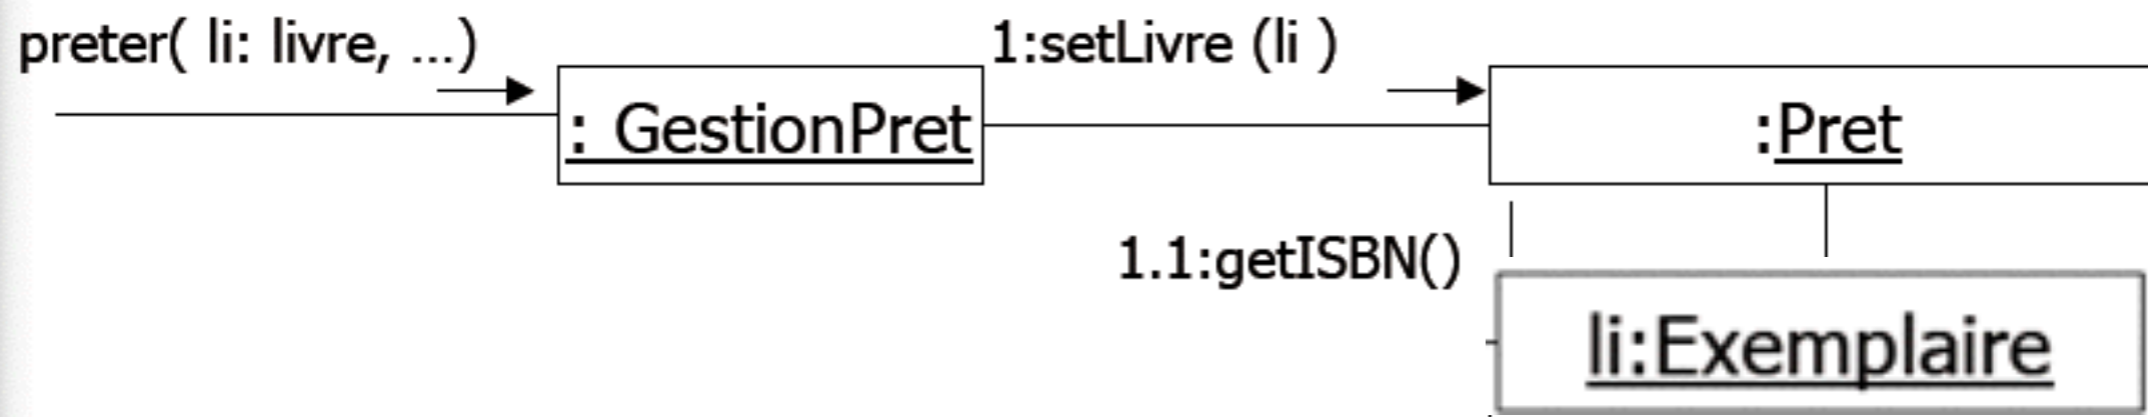 preter( li: livre, ...)
1:setLivre (li )
: GestionPret
:Pret
1.1:getISBN()
li:Exemplaire